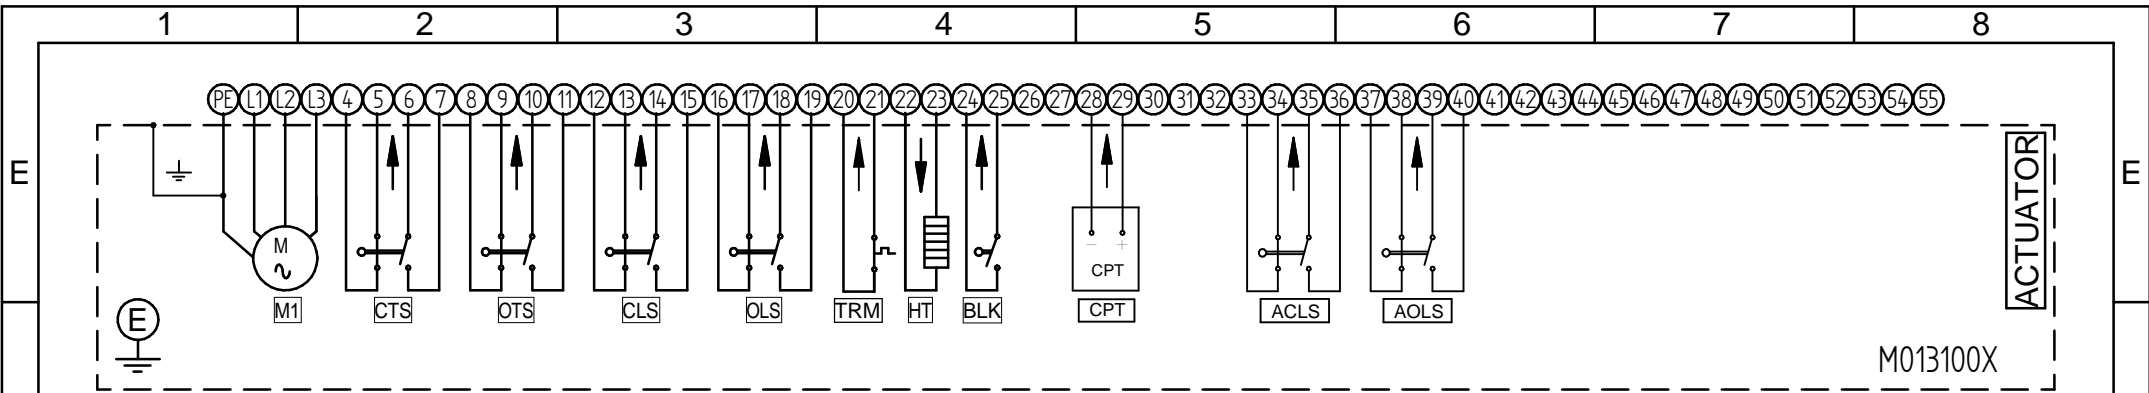 1 2 3 4 5 6 7 8
PE L1 L2 L3 4 5 6 7 8 9 10 11 12 13 14 15 16 17 18 19 20 21 22 23 24 25 26 27 28 29 30 31 32 33 34 35 36 37 38 39 40 41 42 43 44 45 46 47 48 49 50 51 52 53 54 55
E E
ACTUATOR
M
- +
CPT
M1 CTS OTS CLS OLS TRM HT BLK CPT ACLS AOLS
E
M013100X